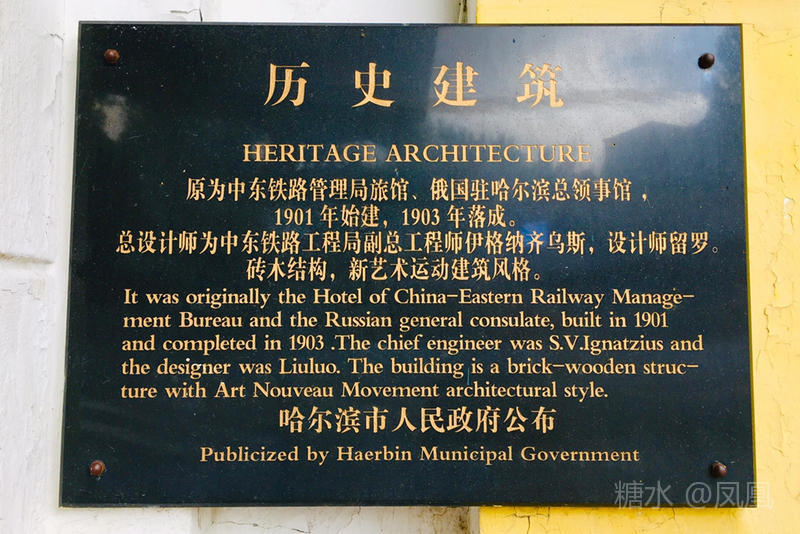 历史建筑
HERITAGE ARCHITECTURE
原为中东铁路管理局旅馆、俄国驻哈尔滨总领事馆，
1901年始建，1903年落成。
总设计师为中东铁路工程局副总工程师伊格纳齐乌斯，设计师留罗。
砖木结构，新艺术运动建筑风格。
It was originally the Hotel of China-Eastern Railway Manage-
ment Bureau and the Russian general consulate, built in 1901
and completed in 1903 .The chief engineer was S.V.Ignatzius and
the designer was Liuluo. The building is a brick-wooden struc-
ture with Art Nouveau Movement architectural style.
哈尔滨市人民政府公布
Publicized by Haerbin Municipal Government
糖水 @凤凰